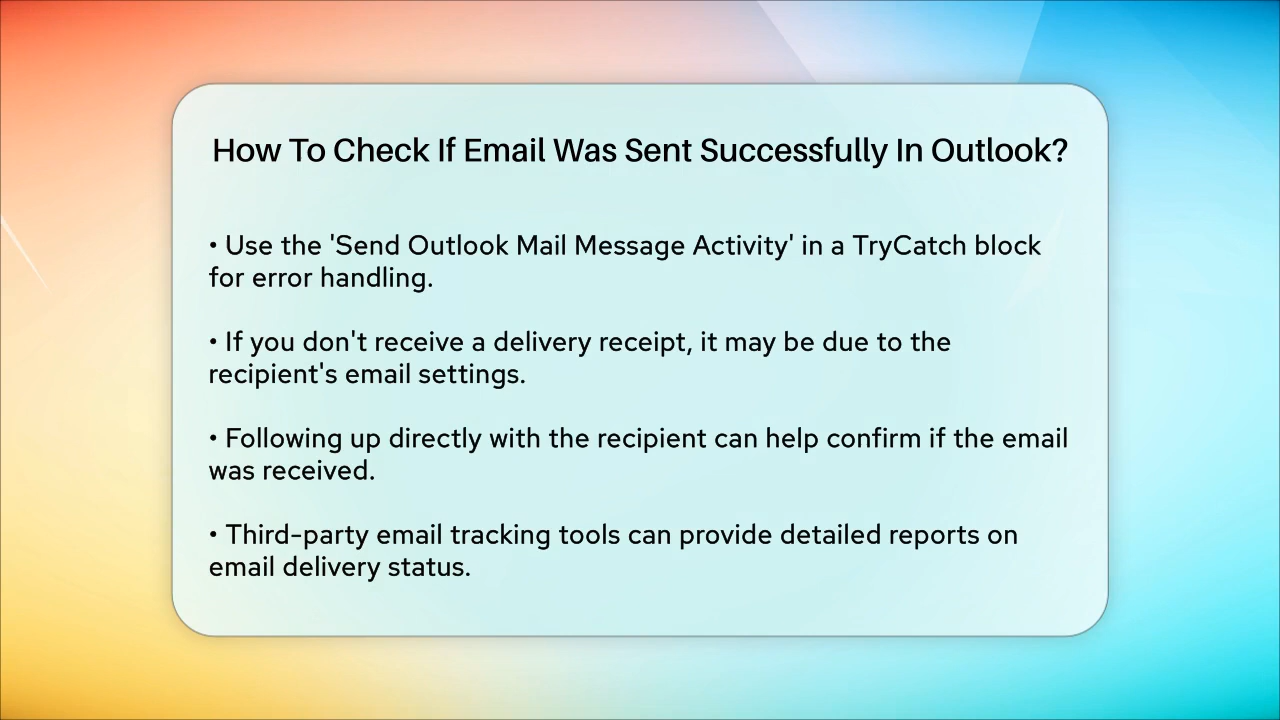 How To Check If Email Was Sent Successfully In Outlook?
• Use the 'Send Outlook Mail Message Activity' in a TryCatch block
for error handling.
• If you don't receive a delivery receipt, it may be due to the
recipient's email settings.
• Following up directly with the recipient can help confirm if the email
was received.
• Third-party email tracking tools can provide detailed reports on
email delivery status.